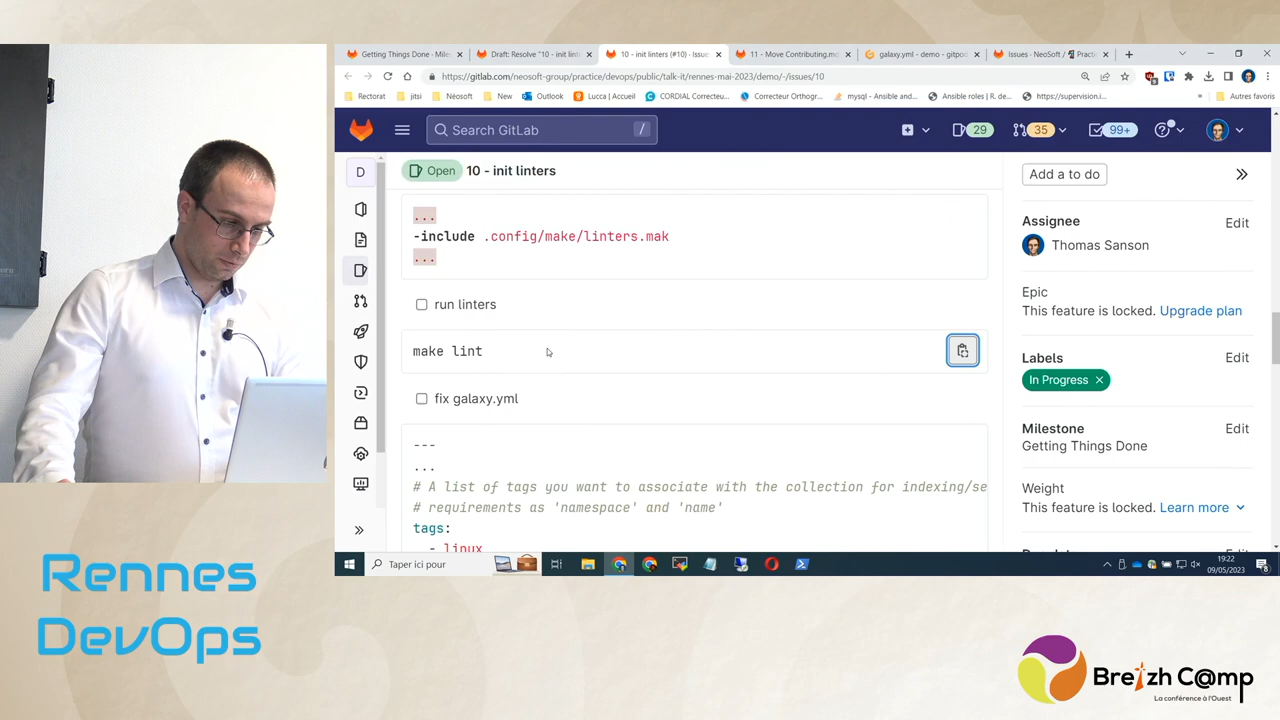 Getting Things Done - Miles
Draft: Resolve "10 - init lint
10 - init linters (#10) · Issue
11 - Move Contributing.md
galaxy.yml - demo - gitpod
Issues · NeoSoft / Practi
https://gitlab.com/neosoft-group/practice/devops/public/talk-it/rennes-mai-2023/demo/-/issues/10
Rectorat
jitsi
Néosoft
New
Outlook
Lucca | Accueil
CORDIAL Correcteu...
Correcteur Orthogr...
mysql - Ansible and...
Ansible roles | R. de...
https://supervision.i...
»
Autres favoris
Search GitLab
/
29
35
99+
D
Open
10 - init linters
...
-include .config/make/linters.mak
...
run linters
make lint
fix galaxy.yml
---
...
# A list of tags you want to associate with the collection for indexing/se
# requirements as 'namespace' and 'name'
tags:
- linux
Add a to do
Assignee
Edit
Thomas Sanson
Epic
This feature is locked. Upgrade plan
Labels
Edit
In Progress
Milestone
Edit
Getting Things Done
Weight
This feature is locked. Learn more
Taper ici pour
19:22
09/05/2023
8
Rennes
DevOps
Breizh C@mp
La conférence à l'Ouest